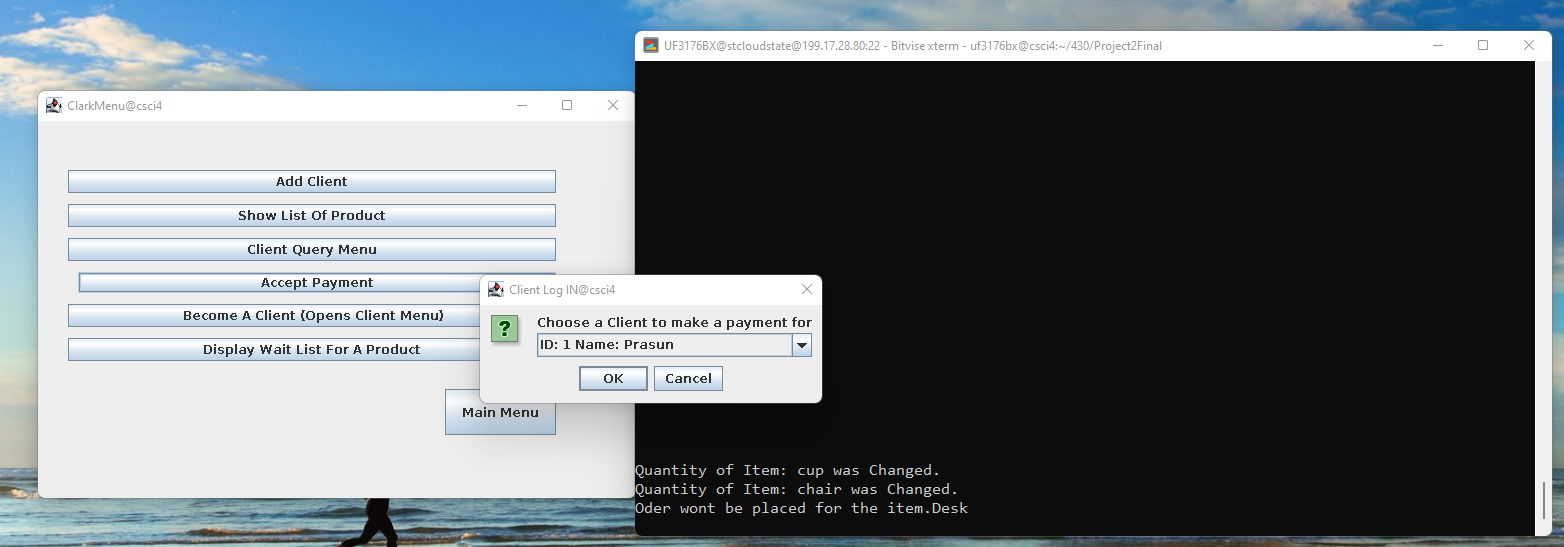 UF3176BX@stcloudstate@199.17.28.80:22 - Bitvise xterm - uf3176bx@csci4:~/430/Project2Final
ClarkMenu@csci4
Add Client
Show List Of Product
Client Query Menu
Accept Payment
Become A Client {Opens Client Menu}
Display Wait List For A Product
Main Menu
Client Log IN@csci4
?
Choose a Client to make a payment for
ID: 1 Name: Prasun
OK
Cancel
Quantity of Item: cup was Changed.
Quantity of Item: chair was Changed.
Oder wont be placed for the item.Desk